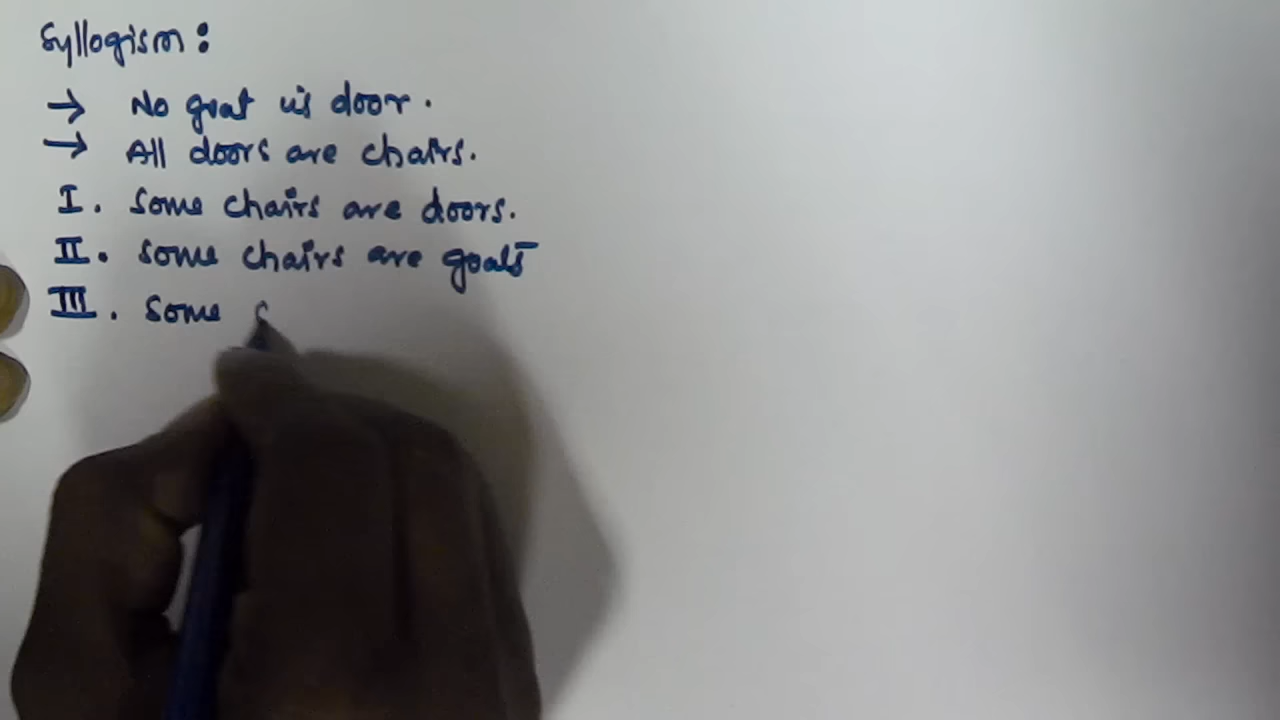 Syllogism:
→ No goat is door.
→ All doors are chairs.
I. Some chairs are doors.
II. Some chairs are goats
III. Some